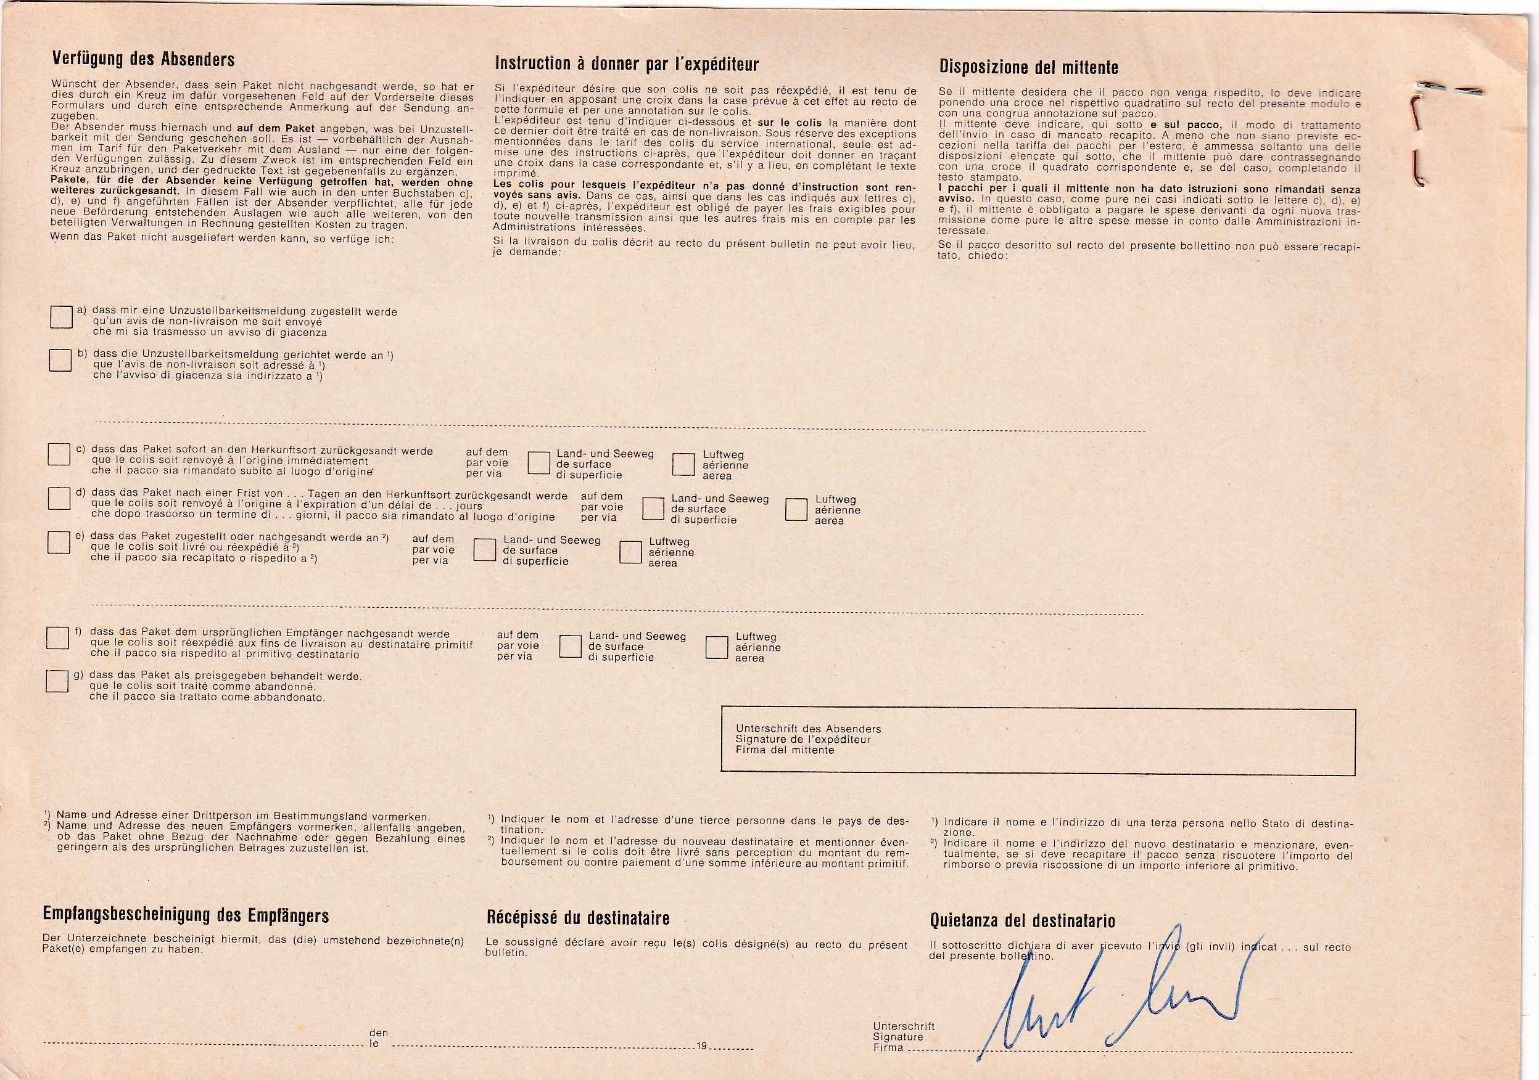 Verfügung des Absenders
Wünscht der Absender, dass sein Paket nicht nachgesandt werde, so hat er
dies durch ein Kreuz im dafür vorgesehenen Feld auf der Vorderseite dieses
Formulars und durch eine entsprechende Anmerkung auf der Sendung an-
zugeben.
Der Absender muss hiernach und auf dem Paket angeben, was bei Unzustell-
barkeit mit der Sendung geschehen soll. Es ist — vorbehältlich der Ausnah-
men im Tarif für den Paketverkehr mit dem Ausland — nur eine der folgen-
den Verfügungen zulässig. Zu diesem Zweck ist im entsprechenden Feld ein
Kreuz anzubringen, und der gedruckte Text ist gegebenenfalls zu ergänzen.
Pakete, für die der Absender keine Verfügung getroffen hat, werden ohne
weiteres zurückgesandt. In diesem Fall wie auch in den unter Buchstaben c),
d), e) und f) angeführten Fällen ist der Absender verpflichtet, alle für jede
neue Beförderung entstehenden Auslagen wie auch alle weiteren, von den
beteiligten Verwaltungen in Rechnung gestellten Kosten zu tragen.
Wenn das Paket nicht ausgeliefert werden kann, so verfüge ich:
Instruction à donner par l'expéditeur
Si l'expéditeur désire que son colis ne soit pas réexpédié, il est tenu de
l'indiquer en apposant une croix dans la case prévue à cet effet au recto de
cette formule et per une annotation sur le colis.
L'expéditeur est tenu d'indiquer ci-dessous et sur le colis la manière dont
ce dernier doit être traité en cas de non-livraison. Sous réserve des exceptions
mentionnées dans le tarif des colis du service international, seule est ad-
mise une des instructions ci-après, que l'expéditeur doit donner en traçant
une croix dans la case correspondante et, s'il y a lieu, en complétant le texte
imprimé.
Les colis pour lesquels l'expéditeur n'a pas donné d'instruction sont ren-
voyés sans avis. Dans ce cas, ainsi que dans les cas indiqués aux lettres c),
d), e) et f) ci-après, l'expéditeur est obligé de payer les frais exigibles pour
toute nouvelle transmission ainsi que les autres frais mis en compte par les
Administrations intéressées.
Si la livraison du colis décrit au recto du présent bulletin ne peut avoir lieu,
je demande:
Disposizione del mittente
Se il mittente desidera che il pacco non venga rispedito, lo deve indicare
ponendo una croce nel rispettivo quadratino sul recto del presente modulo e
con una congrua annotazione sul pacco.
Il mittente deve indicare, qui sotto e sul pacco, il modo di trattamento
dell'invio in caso di mancato recapito. A meno che non siano previste ec-
cezioni nella tariffa dei pacchi per l'estero, è ammessa soltanto una delle
disposizioni elencate qui sotto, che il mittente può dare contrassegnando
con una croce il quadrato corrispondente e, se del caso, completando il
testo stampato.
I pacchi per i quali il mittente non ha dato istruzioni sono rimandati senza
avviso. In questo caso, come pure nei casi indicati sotto le lettere c), d), e)
e f), il mittente è obbligato a pagare le spese derivanti da ogni nuova tras-
missione come pure le altre spese messe in conto dalle Amministrazioni in-
teressate.
Se il pacco descritto sul recto del presente bollettino non può essere recapi-
tato, chiedo:
a) dass mir eine Unzustellbarkeitsmeldung zugestellt werde
qu'un avis de non-livraison me soit envoyé
che mi sia trasmesso un avviso di giacenza
b) dass die Unzustellbarkeitsmeldung gerichtet werde an ¹)
que l'avis de non-livraison soit adressé à ¹)
che l'avviso di giacenza sia indirizzato a ¹)
c) dass das Paket sofort an den Herkunftsort zurückgesandt werde auf dem Land- und Seeweg Luftweg
que le colis soit renvoyé à l'origine immédiatement par voie de surface aérienne
che il pacco sia rimandato subito al luogo d'origine per via di superficie aerea
d) dass das Paket nach einer Frist von . . . Tagen an den Herkunftsort zurückgesandt werde auf dem Land- und Seeweg Luftweg
que le colis soit renvoyé à l'origine à l'expiration d'un délai de . . . jours par voie de surface aérienne
che dopo trascorso un termine di . . . giorni, il pacco sia rimandato al luogo d'origine per via di superficie aerea
e) dass das Paket zugestellt oder nachgesandt werde an ²) auf dem Land- und Seeweg Luftweg
que le colis soit livré ou réexpédié à ²) par voie de surface aérienne
che il pacco sia recapitato o rispedito a ²) per via di superficie aerea
f) dass das Paket dem ursprünglichen Empfänger nachgesandt werde auf dem Land- und Seeweg Luftweg
que le colis soit réexpédié aux fins de livraison au destinataire primitif par voie de surface aérienne
che il pacco sia rispedito al primitivo destinatario per via di superficie aerea
g) dass das Paket als preisgegeben behandelt werde.
que le colis soit traité comme abandonné.
che il pacco sia trattato come abbandonato.
Unterschrift des Absenders
Signature de l'expéditeur
Firma del mittente
¹) Name und Adresse einer Drittperson im Bestimmungsland vormerken.
²) Name und Adresse des neuen Empfängers vormerken, allenfalls angeben,
ob das Paket ohne Bezug der Nachnahme oder gegen Bezahlung eines
geringern als des ursprünglichen Betrages zuzustellen ist.
¹) Indiquer le nom et l'adresse d'une tierce personne dans le pays de des-
tination.
²) Indiquer le nom et l'adresse du nouveau destinataire et mentionner éven-
tuellement si le colis doit être livré sans perception du montant du rem-
boursement ou contre paiement d'une somme inférieure au montant primitif.
¹) Indicare il nome e l'indirizzo di una terza persona nello Stato di destina-
zione.
²) Indicare il nome e l'indirizzo del nuovo destinatario e menzionare, even-
tualmente, se si deve recapitare il pacco senza riscuotere l'importo del
rimborso o previa riscossione di un importo inferiore al primitivo.
Empfangsbescheinigung des Empfängers
Der Unterzeichnete bescheinigt hiermit, das (die) umstehend bezeichnete(n)
Paket(e) empfangen zu haben.
Récépissé du destinataire
Le soussigné déclare avoir reçu le(s) colis désigné(s) au recto du présent
bulletin.
Quietanza del destinatario
Il sottoscritto dichiara di aver ricevuto l'invio (gli invii) indicat . . . sul recto
del presente bollettino.
den
le
19
Unterschrift
Signature
Firma